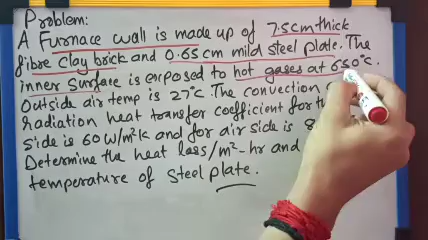 Problem:
A Furnace wall is made up of 7.5cm thick
fibre clay brick and 0.65cm mild steel plate. The
inner surface is exposed to hot gases at 650°C.
Outside air temp is 27°C. The convection
radiation heat transfer coefficient for
side is 60 W/m²K and for air side is 8
Determine the heat loss/m²-hr and
temperature of Steel plate.